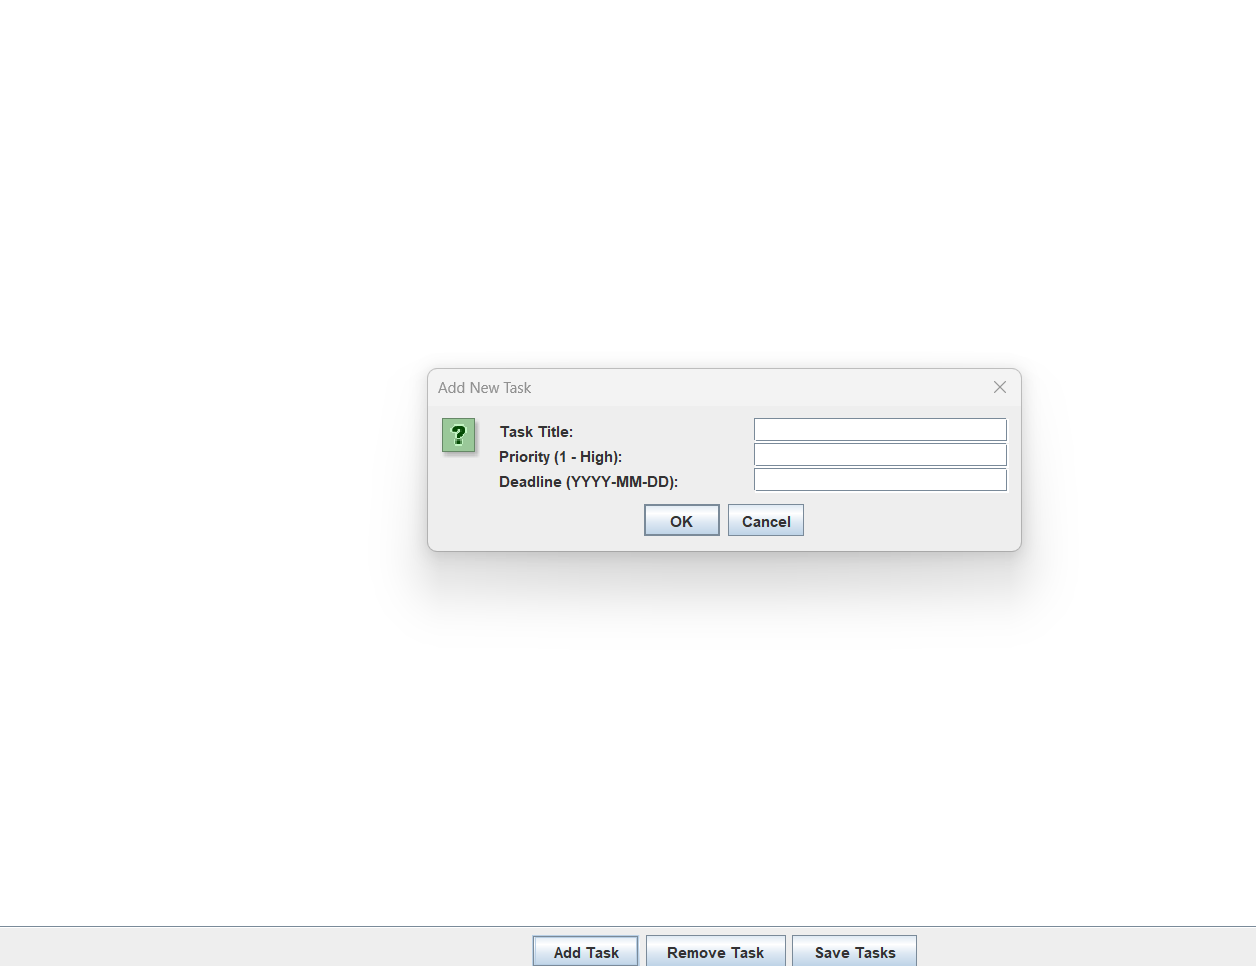 Add New Task
?
Task Title:
Priority (1 - High):
Deadline (YYYY-MM-DD):
OK Cancel
Add Task Remove Task Save Tasks